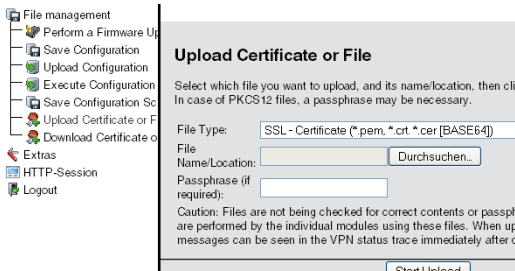 File management
Perform a Firmware Up
Save Configuration
Upload Configuration
Execute Configuration
Save Configuration Sc
Upload Certificate or F
Download Certificate o
Extras
HTTP-Session
Logout
Upload Certificate or File
Select which file you want to upload, and its name/location, then cli
In case of PKCS12 files, a passphrase may be necessary.
File Type: SSL - Certificate (*.pem, *.crt. *.cer [BASE64])
File
Name/Location: Durchsuchen...
Passphrase (if
required):
Caution: Files are not being checked for correct contents or passph
are performed by the individual modules using these files. When up
messages can be seen in the VPN status trace immediately after
Start Upload